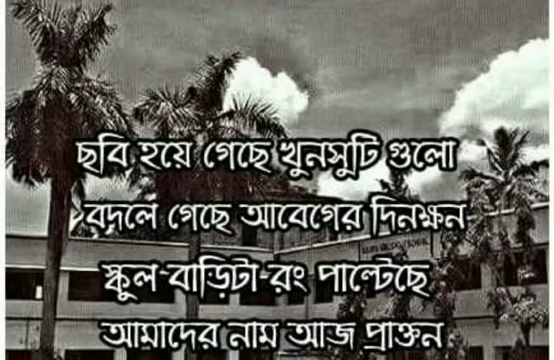 ছবি হয়ে গেছে খুনসুটি গুলো
বদলে গেছে আবেগের দিনক্ষন
স্কুল বাড়িটা রং পাল্টেছে
আমাদের নাম আজ প্রাক্তন